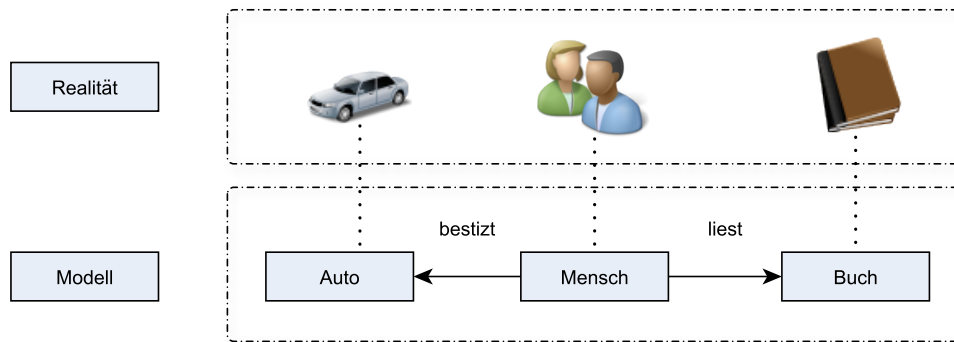 Realität
bestizt
liest
Modell
Auto
Mensch
Buch